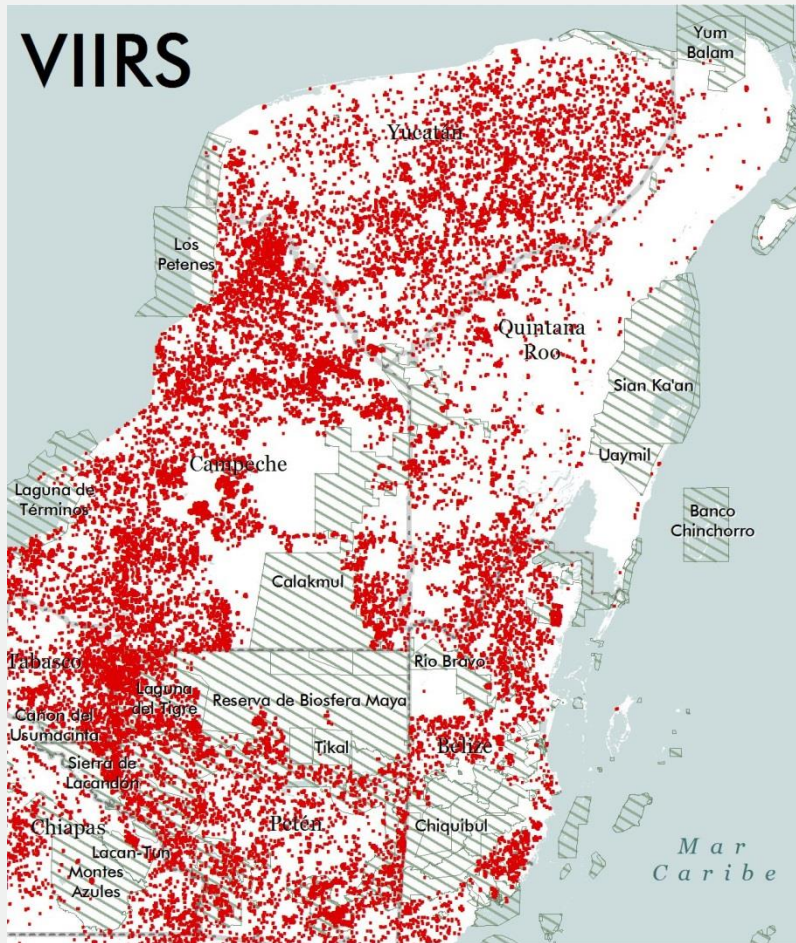 VIIRS
Yum
Balam
Yucatán
Los
Petenes
Quintana
Roo
Sian Ka'an
Uaymil
Campeche
Laguna de
Términos
Banco
Chinchorro
Calakmul
Tabasco
Río Bravo
Laguna
del Tigre
Reserva de Biosfera Maya
Cañon del
Usumacinta
Tikal
Belize
Sierra de
Lacandón
Chiapas
Petén
Chiquibul
Lacan-Tun
Montes
Azules
Mar
Caribe